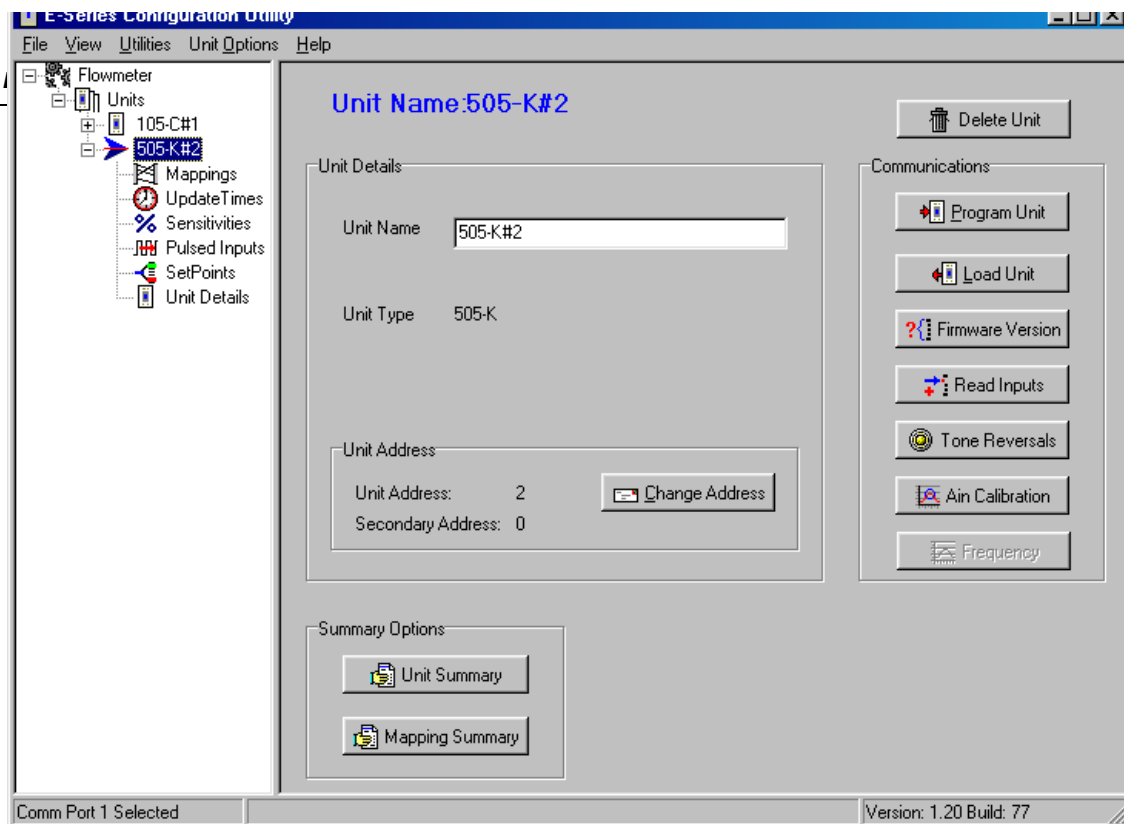 E-Series Configuration Utility
File View Utilities Unit Options Help
Flowmeter
Units
105-C#1
505-K#2
Mappings
UpdateTimes
Sensitivities
Pulsed Inputs
SetPoints
Unit Details
Unit Name:505-K#2
Delete Unit
Unit Details
Unit Name 505-K#2
Unit Type 505-K
Unit Address
Unit Address: 2
Secondary Address: 0
Change Address
Communications
Program Unit
Load Unit
Firmware Version
Read Inputs
Tone Reversals
Ain Calibration
Frequency
Summary Options
Unit Summary
Mapping Summary
Comm Port 1 Selected
Version: 1.20 Build: 77